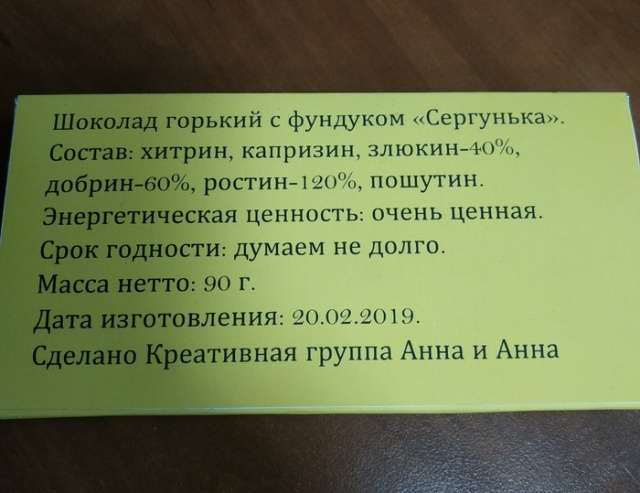 Шоколад горький с фундуком «Сергунька».
Состав: хитрин, капризин, злюкин-40%,
добрин-60%, ростин-120%, пошутин.
Энергетическая ценность: очень ценная.
Срок годности: думаем не долго.
Масса нетто: 90 г.
Дата изготовления: 20.02.2019.
Сделано Креативная группа Анна и Анна